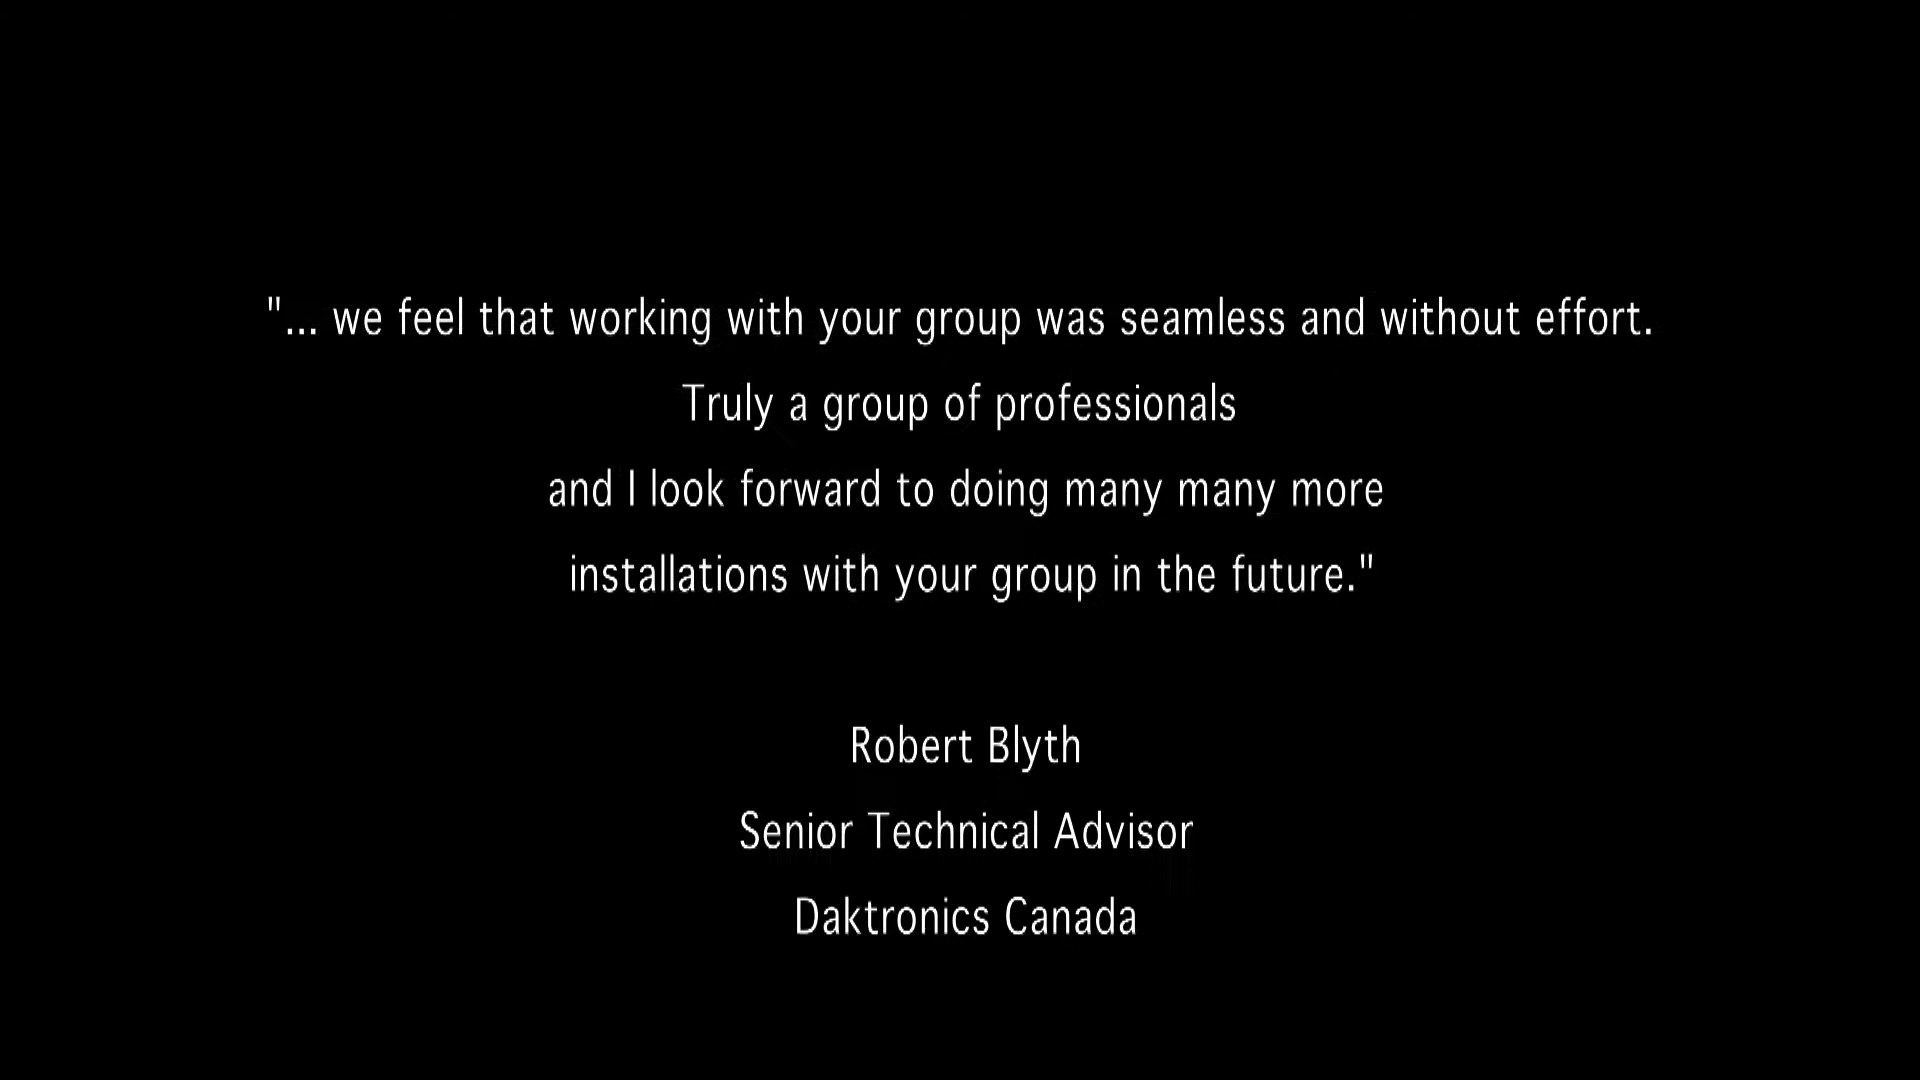 "... we feel that working with your group was seamless and without effort.
Truly a group of professionals
and I look forward to doing many many more
installations with your group in the future."
Robert Blyth
Senior Technical Advisor
Daktronics Canada